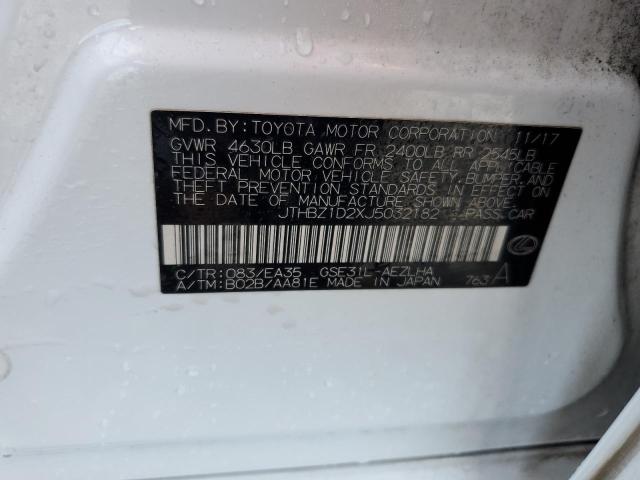 MFD. BY: TOYOTA MOTOR CORPORATION 11/17
GVWR 4630LB GAWR FR 2400LB RR 2545LB
THIS VEHICLE CONFORMS TO ALL APPLICABLE
FEDERAL MOTOR VEHICLE SAFETY, BUMPER, AND
THEFT PREVENTION STANDARDS IN EFFECT ON
THE DATE OF MANUFACTURE SHOWN ABOVE.
JTHBZ1D2XJ5032182 PASS.CAR
C/TR: 083/EA35 GSE31L-AEZLHA
A/TM: B02B/AA81E MADE IN JAPAN 763 A